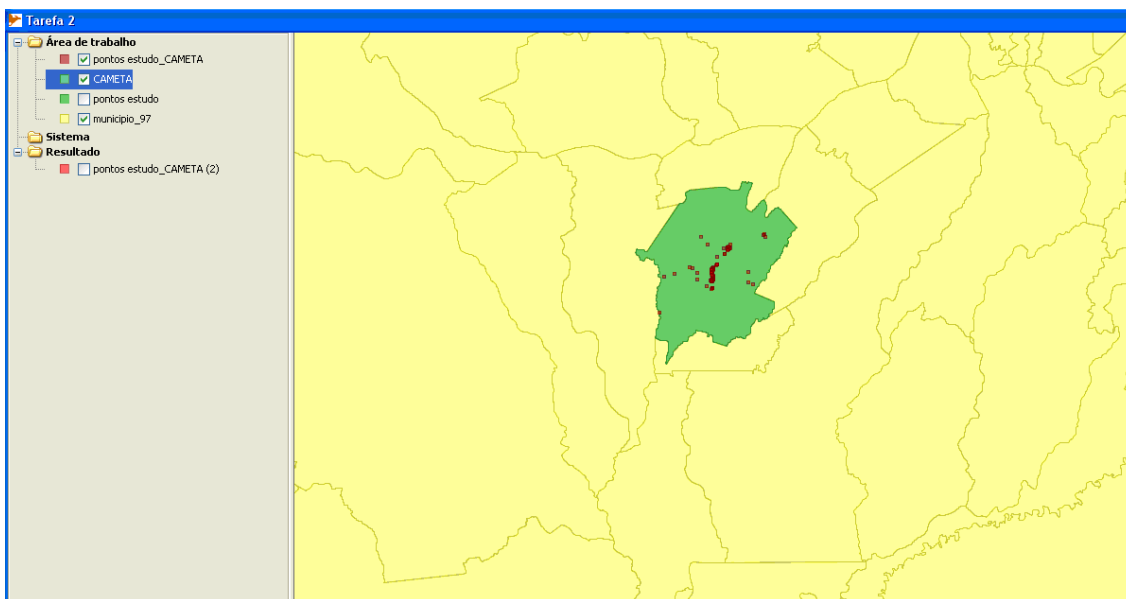 Tarefa 2
Área de trabalho
pontos estudo_CAMETA
CAMETA
pontos estudo
municipio_97
Sistema
Resultado
pontos estudo_CAMETA (2)